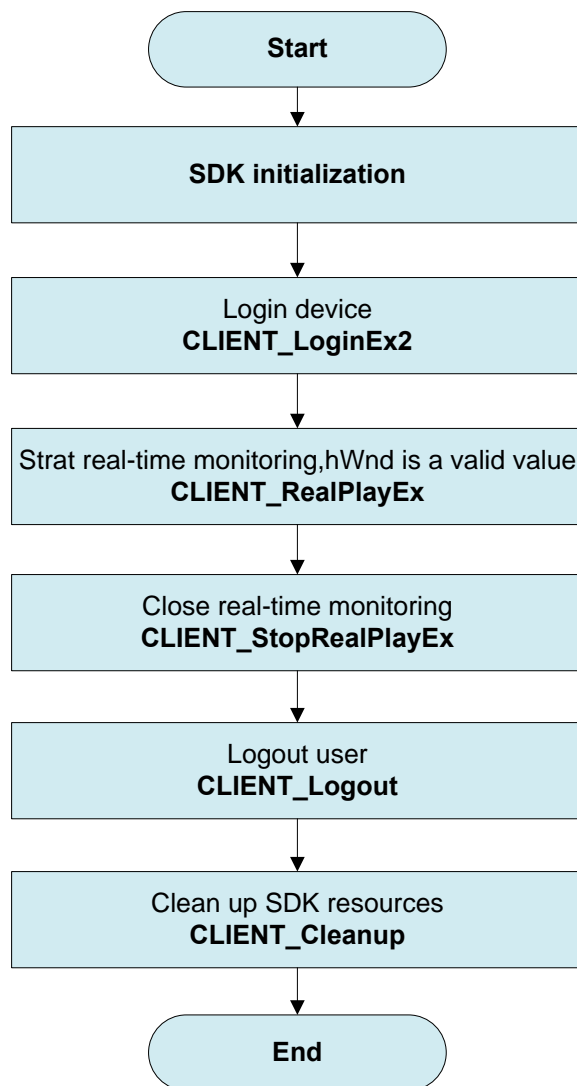 Start
SDK initialization
Login device
CLIENT_LoginEx2
Strat real-time monitoring,hWnd is a valid value
CLIENT_RealPlayEx
Close real-time monitoring
CLIENT_StopRealPlayEx
Logout user
CLIENT_Logout
Clean up SDK resources
CLIENT_Cleanup
End